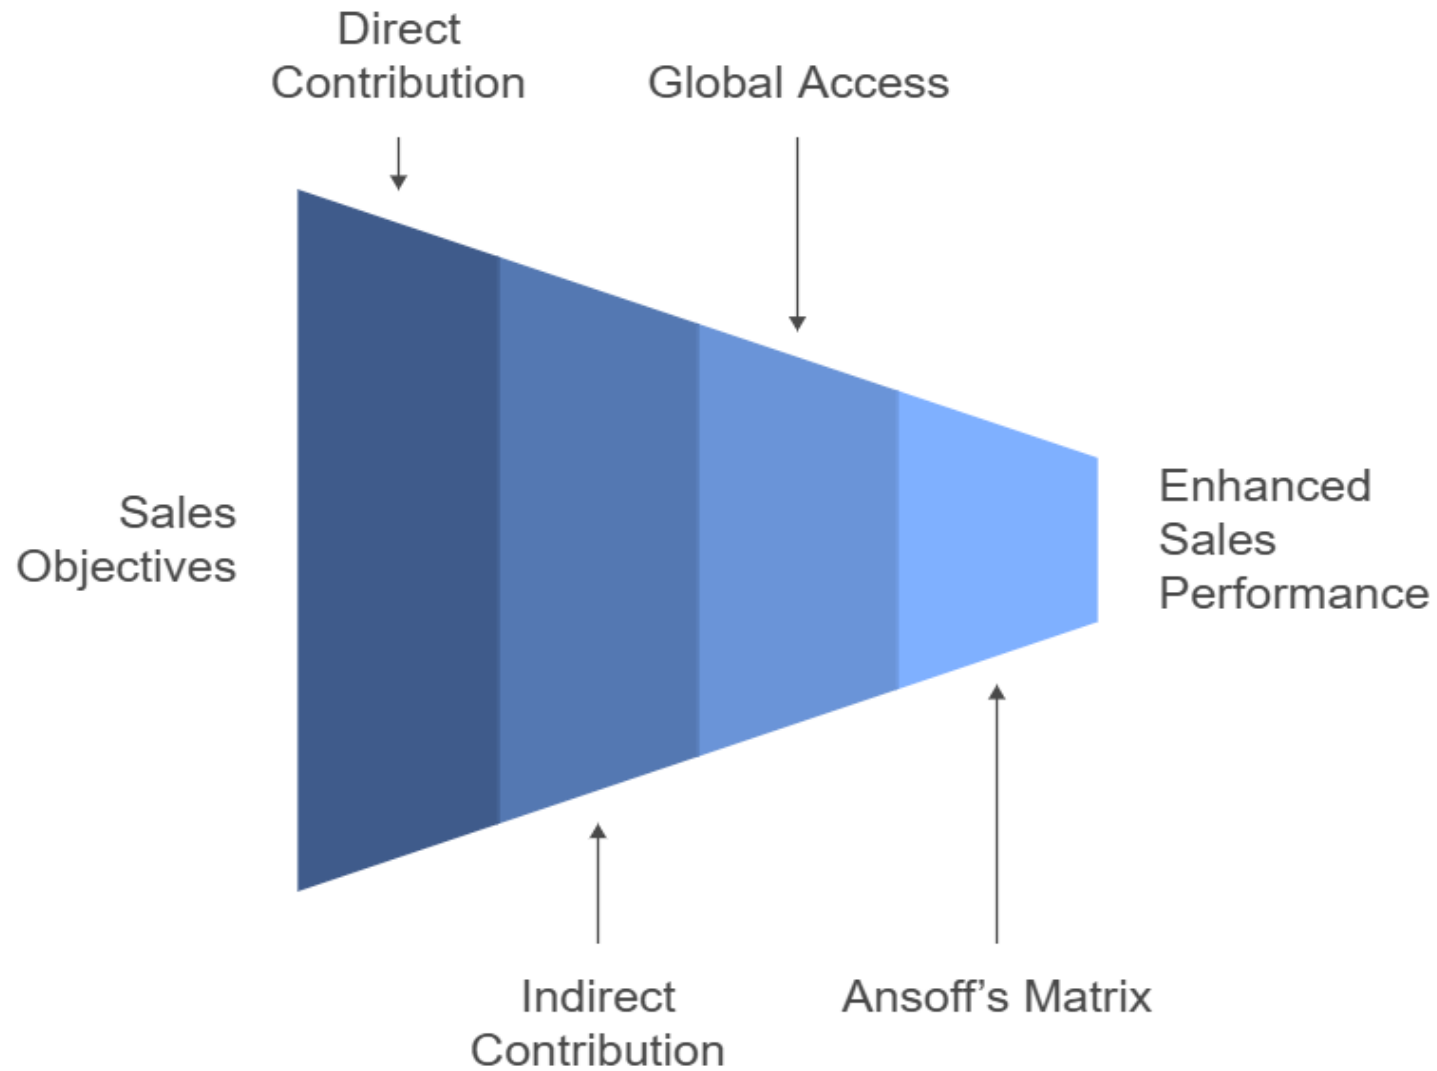 Direct
Contribution
Global Access
Sales
Objectives
Enhanced
Sales
Performance
Indirect
Contribution
Ansoff’s Matrix